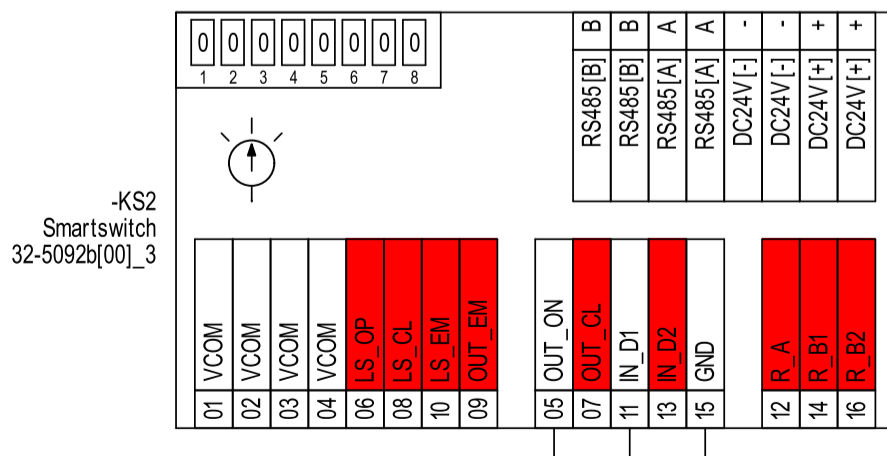 0 0 0 0 0 0 0 0
1 2 3 4 5 6 7 8
B B A A - - + +
RS485[B] RS485[B] RS485[A] RS485[A] DC24V[-] DC24V[-] DC24V[+] DC24V[+]
-KS2
Smartswitch
32-5092b[00]_3
VCOM VCOM VCOM VCOM LS_OP LS_CL LS_EM OUT_EM OUT_ON OUT_CL IN_D1 IN_D2 GND R_A R_B1 R_B2
01 02 03 04 06 08 10 09 05 07 11 13 15 12 14 16